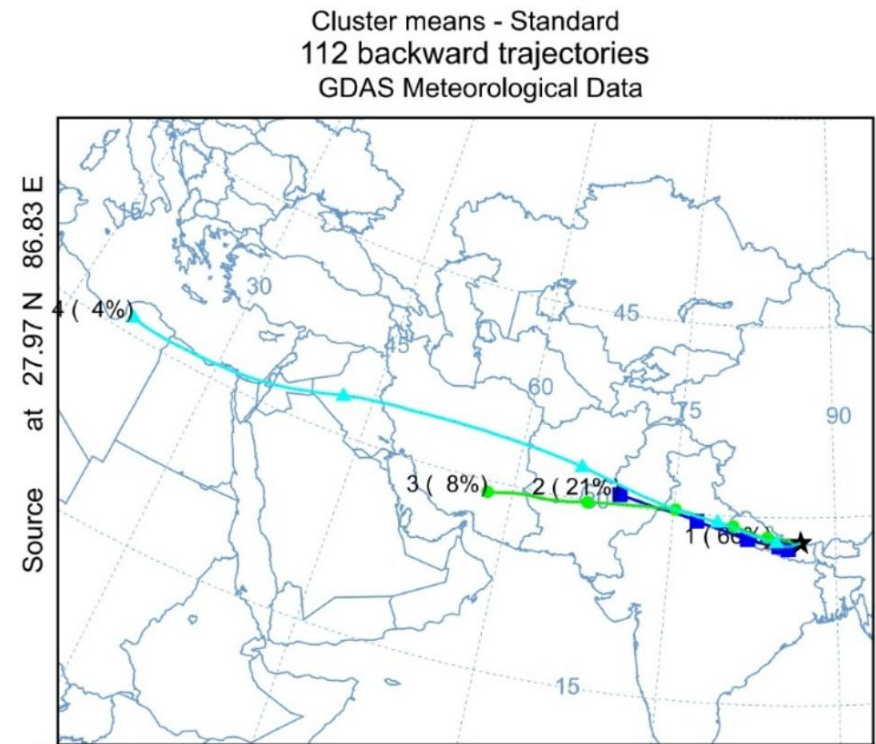 Cluster means - Standard
112 backward trajectories
GDAS Meteorological Data
Source at 27.97 N 86.83 E
15
30
4 ( 4%)
45
45
60
75
90
3 ( 8%)
2 ( 21%)
1 (
15